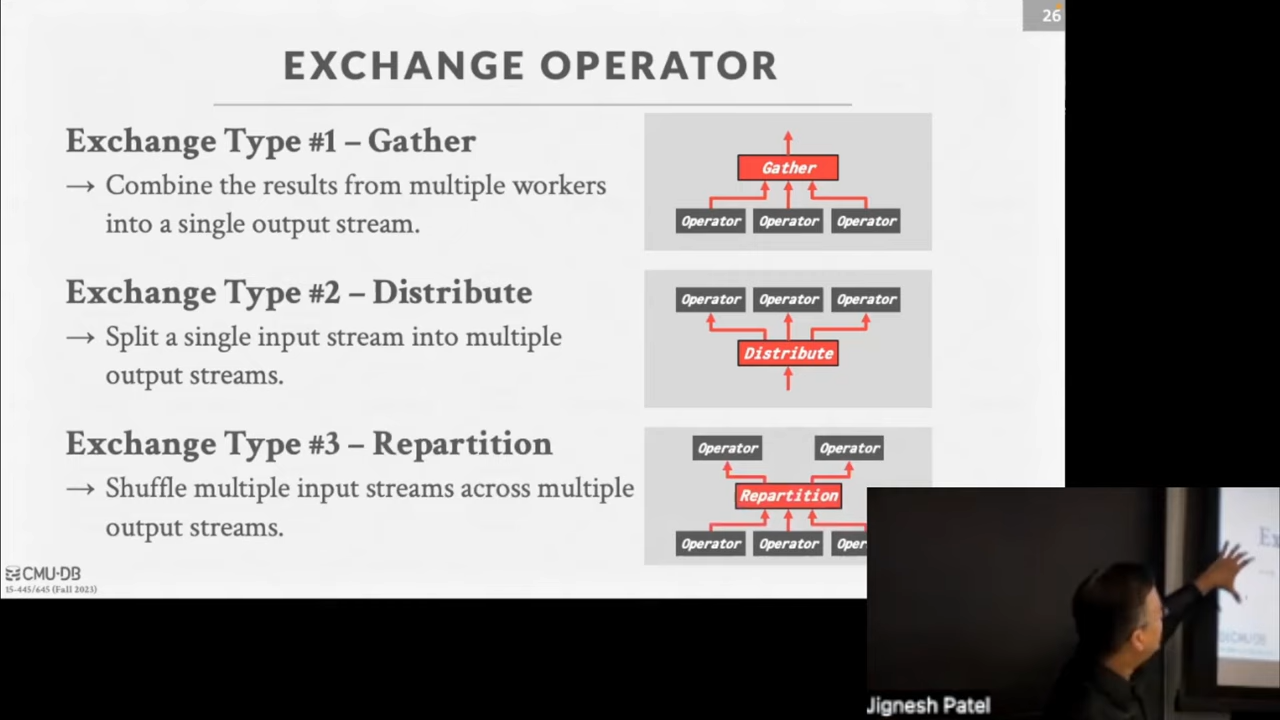 26
EXCHANGE OPERATOR
Exchange Type #1 – Gather
→ Combine the results from multiple workers
into a single output stream.
Gather
Operator Operator Operator
Exchange Type #2 – Distribute
→ Split a single input stream into multiple
output streams.
Operator Operator Operator
Distribute
Exchange Type #3 – Repartition
→ Shuffle multiple input streams across multiple
output streams.
Operator Operator
Repartition
Operator Operator Oper
CMU·DB
15-445/645 (Fall 2023)
Ex
CMU·DB
Jignesh Patel